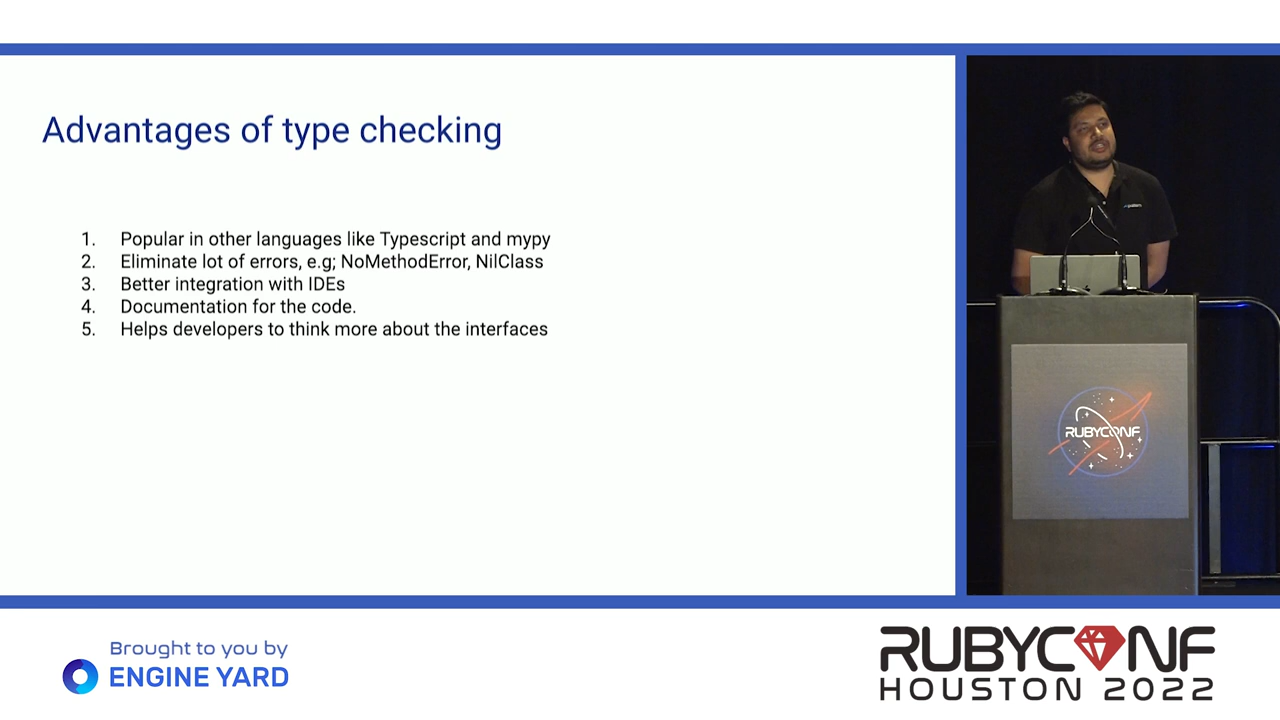 Advantages of type checking
1. Popular in other languages like Typescript and mypy
2. Eliminate lot of errors, e.g; NoMethodError, NilClass
3. Better integration with IDEs
4. Documentation for the code.
5. Helps developers to think more about the interfaces
RUBYCONF
Brought to you by
ENGINE YARD
RUBYCONF
HOUSTON 2022